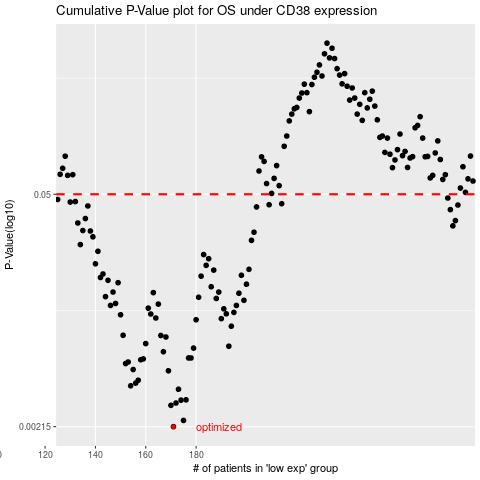 Cumulative P-Value plot for OS under CD38 expression
P-Value(log10)
0.05
0.00215
optimized
0 120 140 160 180
# of patients in 'low exp' group